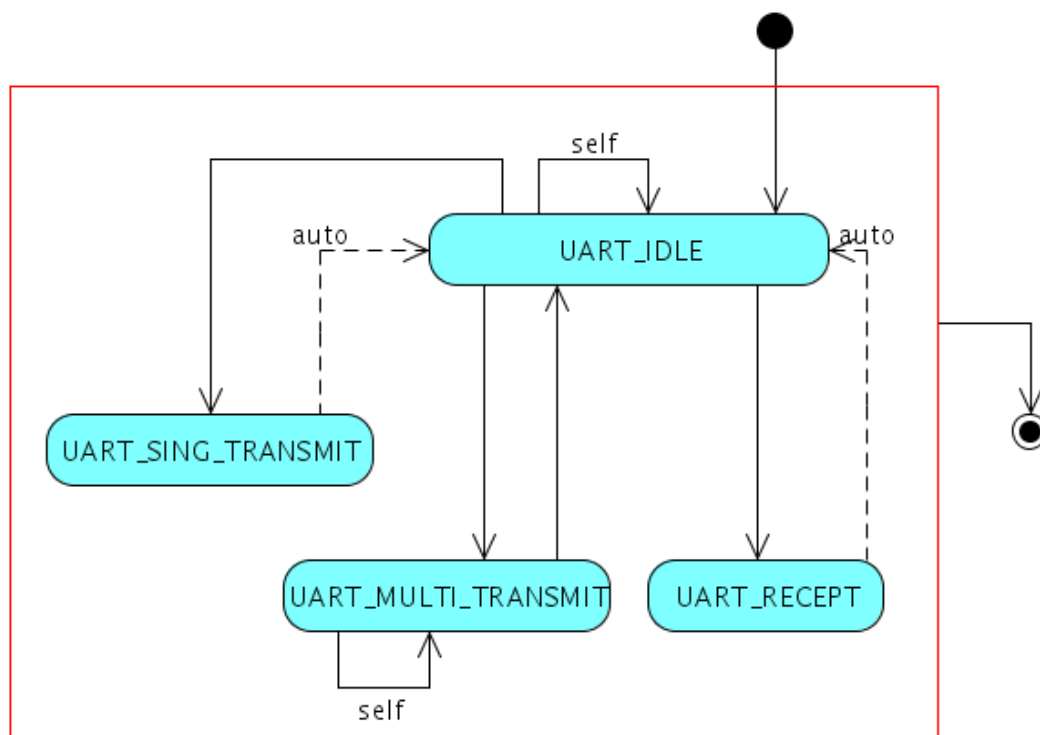 self
auto
auto
UART_IDLE
UART_SING_TRANSMIT
UART_MULTI_TRANSMIT
UART_RECEPT
self